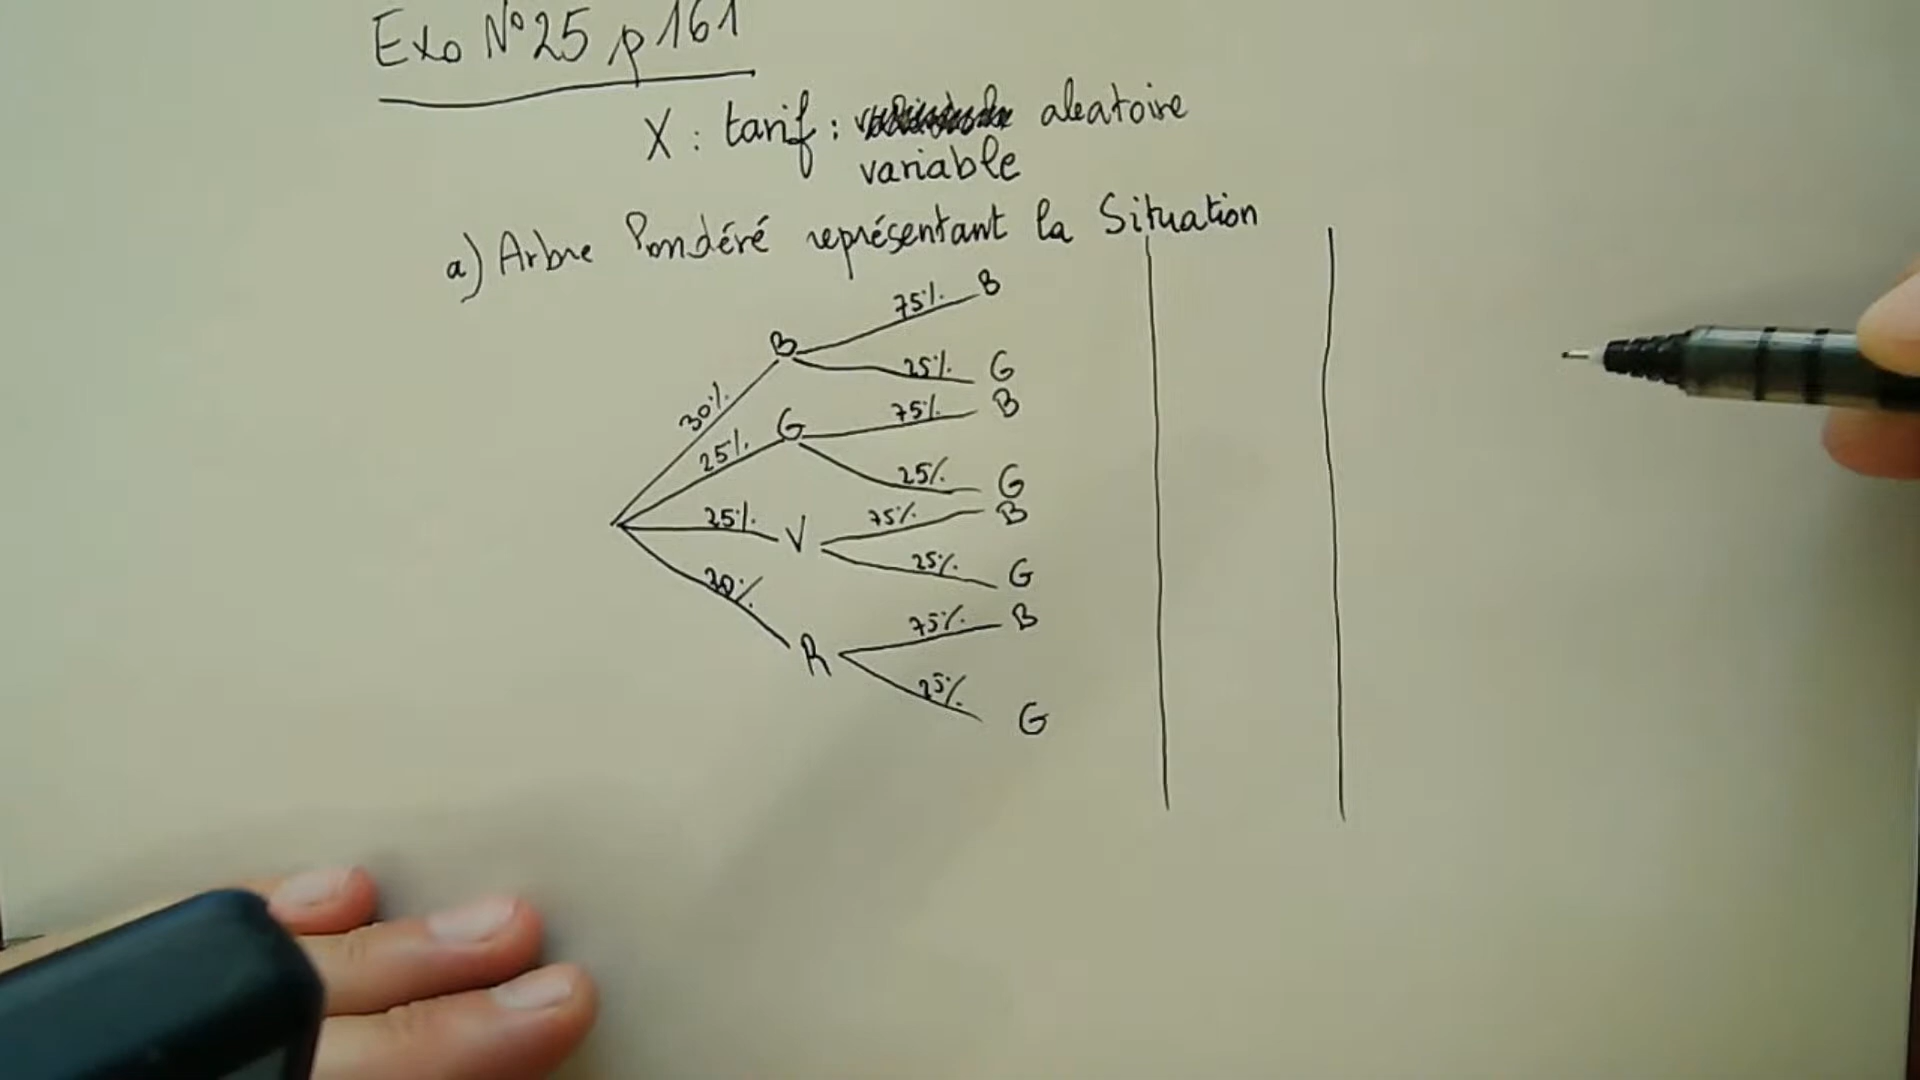 Exo N°25 p 161
X : tarif : aleatoire
variable
a) Arbre Pondéré représentant la Situation
75% B
B
25% G
30%
75% B
G
25%
25% G
75% B
25% V
25% G
75% B
R
25% G